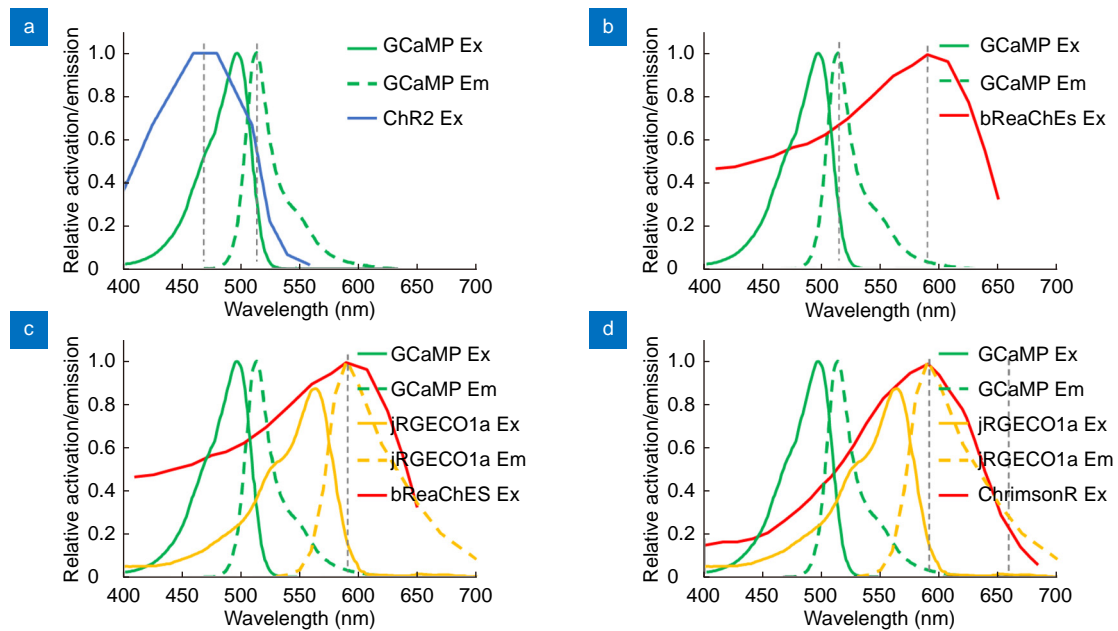 a
GCaMP Ex
GCaMP Em
ChR2 Ex
Relative activation/emission
1.0
0.8
0.6
0.4
0.2
0
400 450 500 550 600 650 700
Wavelength (nm)
b
GCaMP Ex
GCaMP Em
bReaChEs Ex
Relative activation/emission
1.0
0.8
0.6
0.4
0.2
0
400 450 500 550 600 650 700
Wavelength (nm)
c
GCaMP Ex
GCaMP Em
jRGECO1a Ex
jRGECO1a Em
bReaChES Ex
Relative activation/emission
1.0
0.8
0.6
0.4
0.2
0
400 450 500 550 600 650 700
Wavelength (nm)
d
GCaMP Ex
GCaMP Em
jRGECO1a Ex
jRGECO1a Em
ChrimsonR Ex
Relative activation/emission
1.0
0.8
0.6
0.4
0.2
0
400 450 500 550 600 650 700
Wavelength (nm)